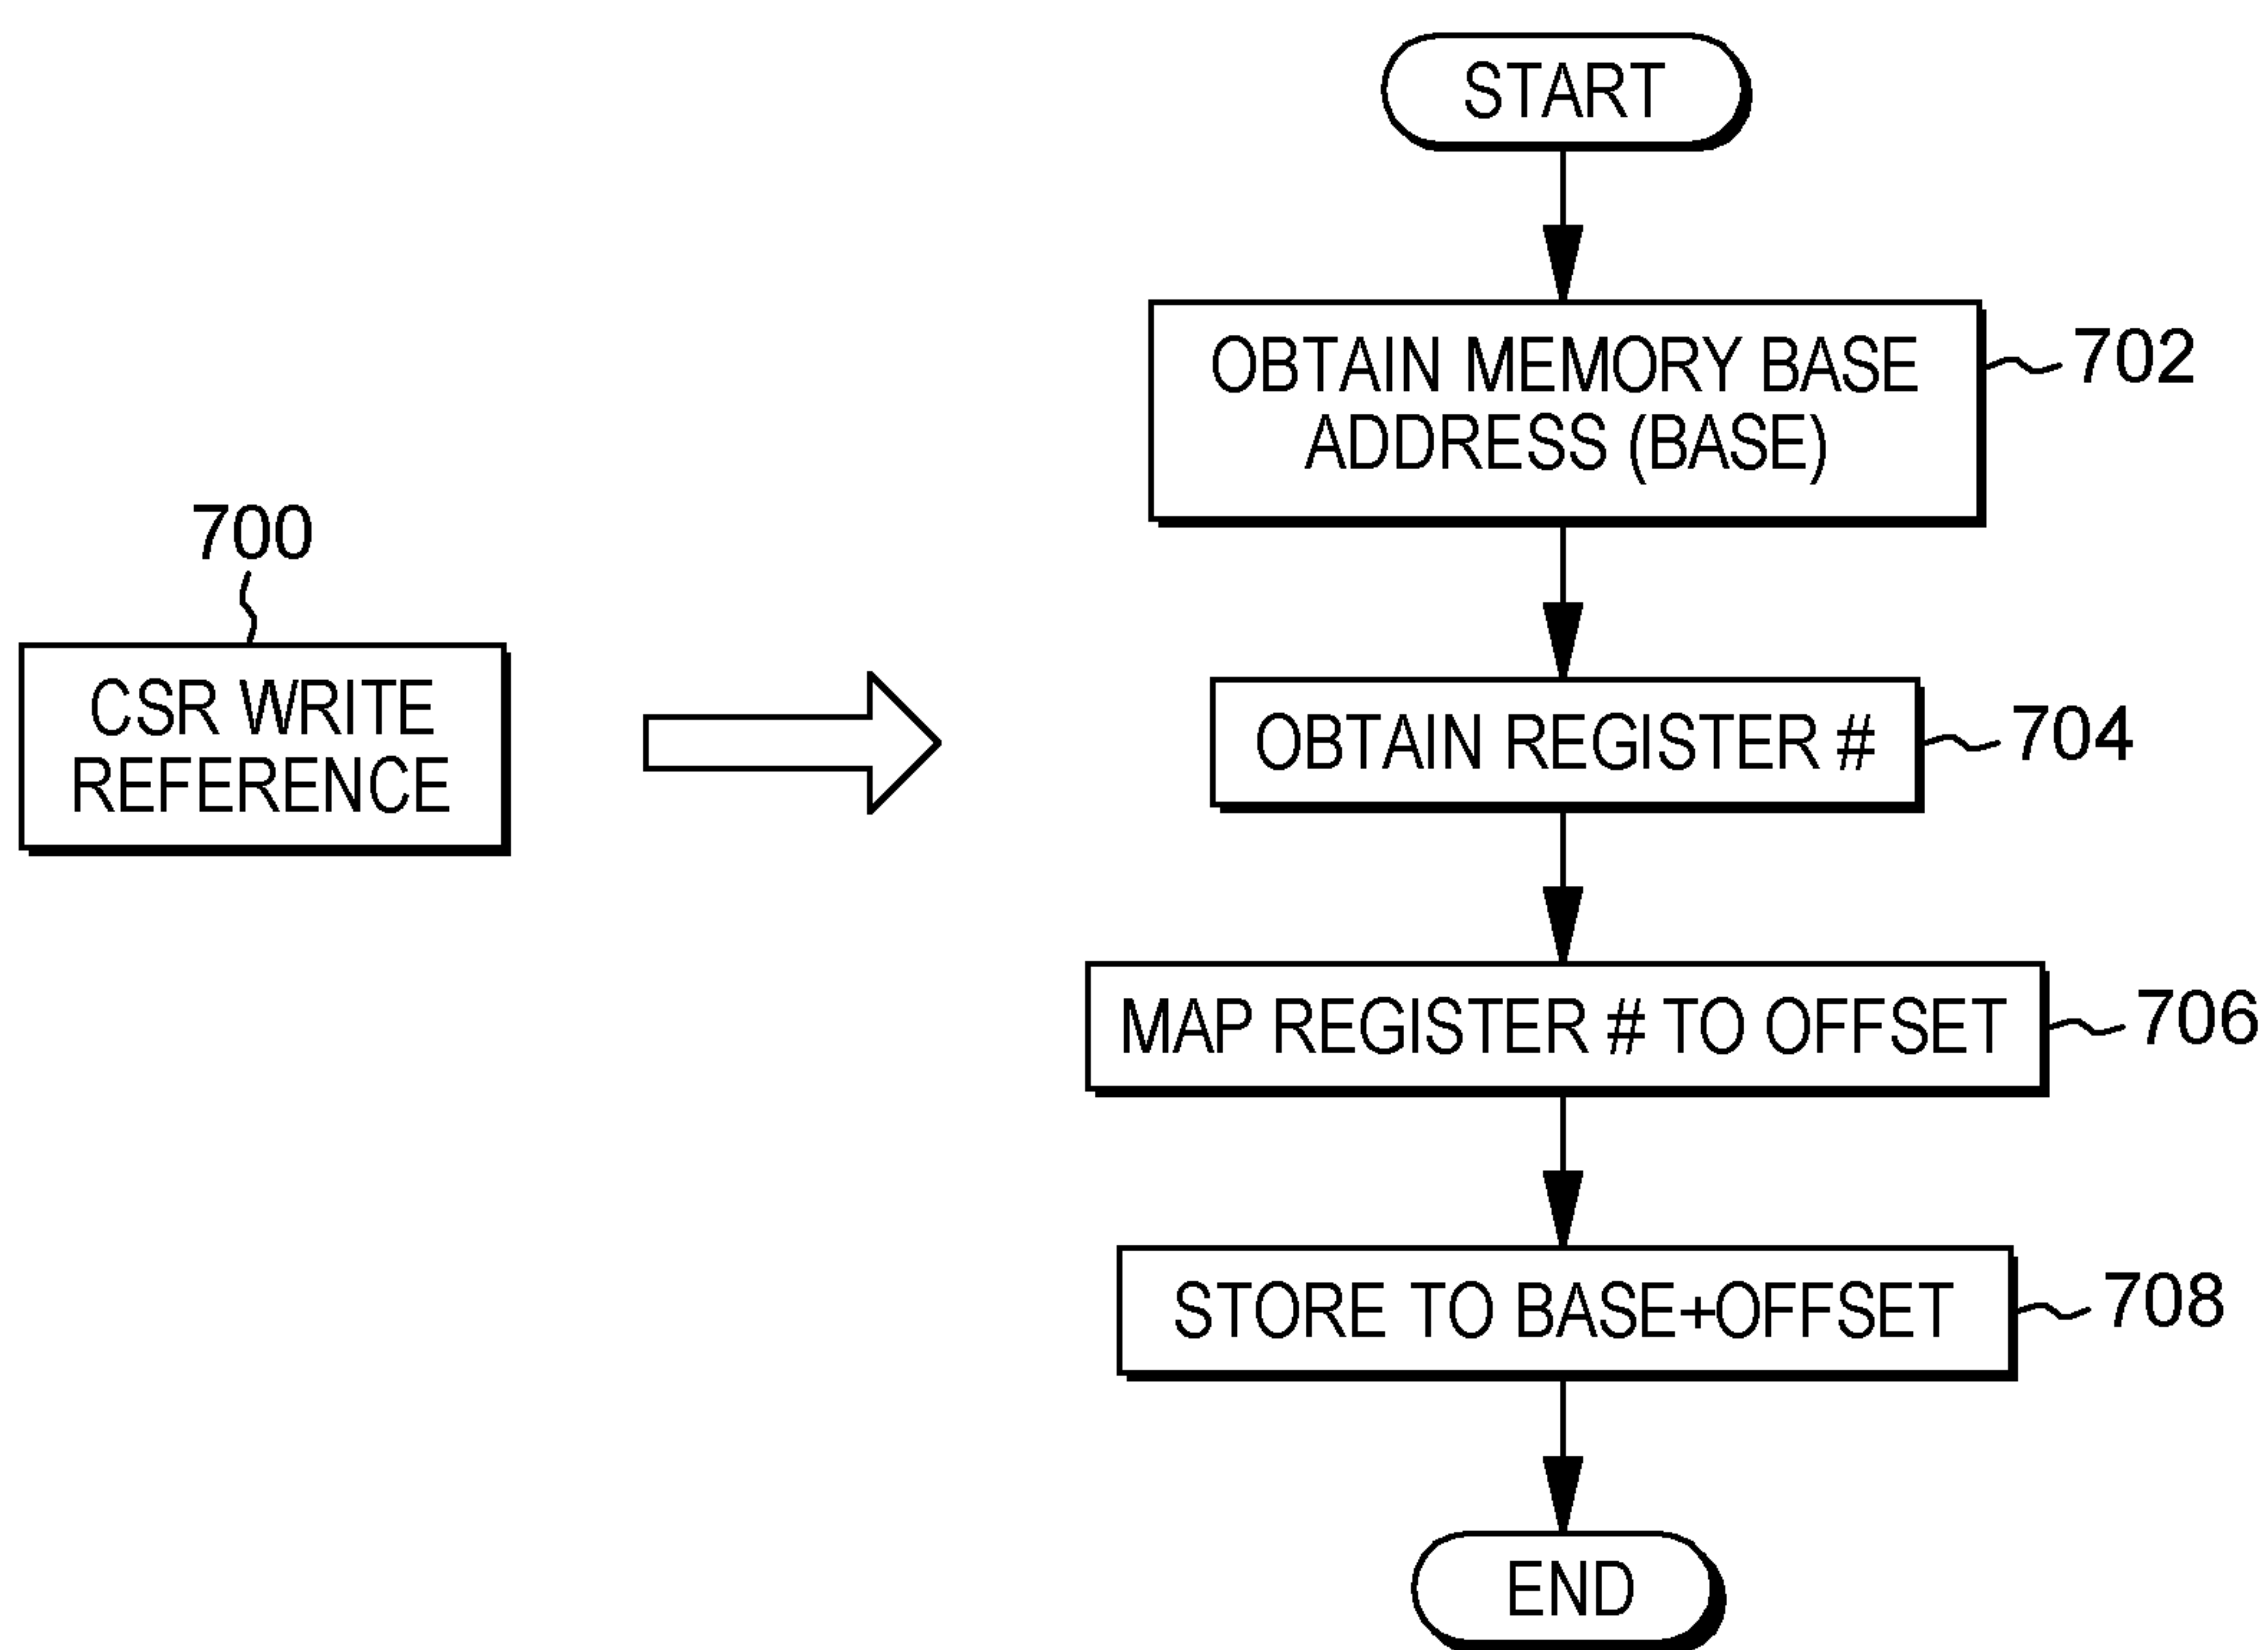 700
CSR WRITE
REFERENCE
START
OBTAIN MEMORY BASE
ADDRESS (BASE)
702
OBTAIN REGISTER #
704
MAP REGISTER # TO OFFSET
706
STORE TO BASE+OFFSET
708
END